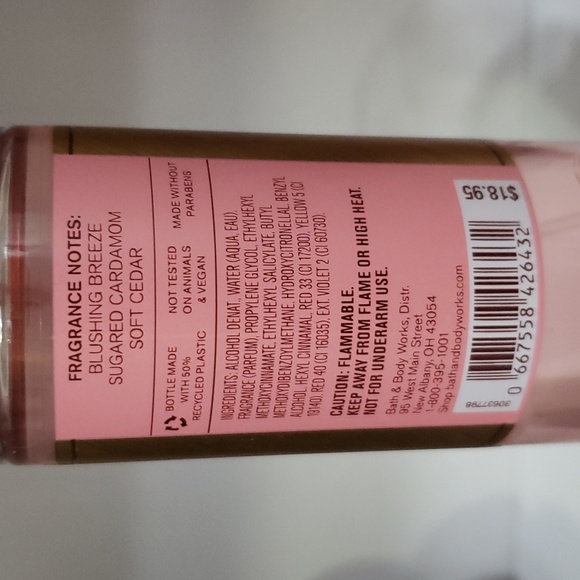 FRAGRANCE NOTES:
BLUSHING BREEZE
SUGARED CARDAMOM
SOFT CEDAR
BOTTLE MADE
WITH 50%
RECYCLED PLASTIC
NOT TESTED
ON ANIMALS
& VEGAN
MADE WITHOUT
PARABENS
INGREDIENTS: ALCOHOL DENAT., WATER (AQUA, EAU),
FRAGRANCE (PARFUM), PROPYLENE GLYCOL, ETHYLHEXYL
METHOXYCINNAMATE, ETHYLHEXYL SALICYLATE, BUTYL
METHOXYDIBENZOYLMETHANE, HYDROXYCITRONELLAL, BENZYL
ALCOHOL, HEXYL CINNAMAL, RED 33 (CI 17200), YELLOW 5 (CI
19140), RED 40 (CI 16035), EXT. VIOLET 2 (CI 60730).
CAUTION: FLAMMABLE.
KEEP AWAY FROM FLAME OR HIGH HEAT.
NOT FOR UNDERARM USE.
Bath & Body Works, Distr.
95 West Main Street
New Albany, OH 43054
1-800-395-1001
Shop bathandbodyworks.com
$18.95
0 667558 426432